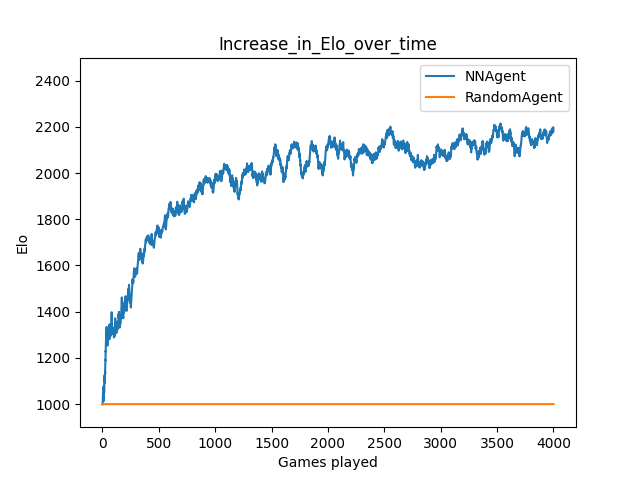 Increase_in_Elo_over_time
NNAgent
RandomAgent
2400
2200
2000
1800
1600
1400
1200
1000
Elo
0 500 1000 1500 2000 2500 3000 3500 4000
Games played